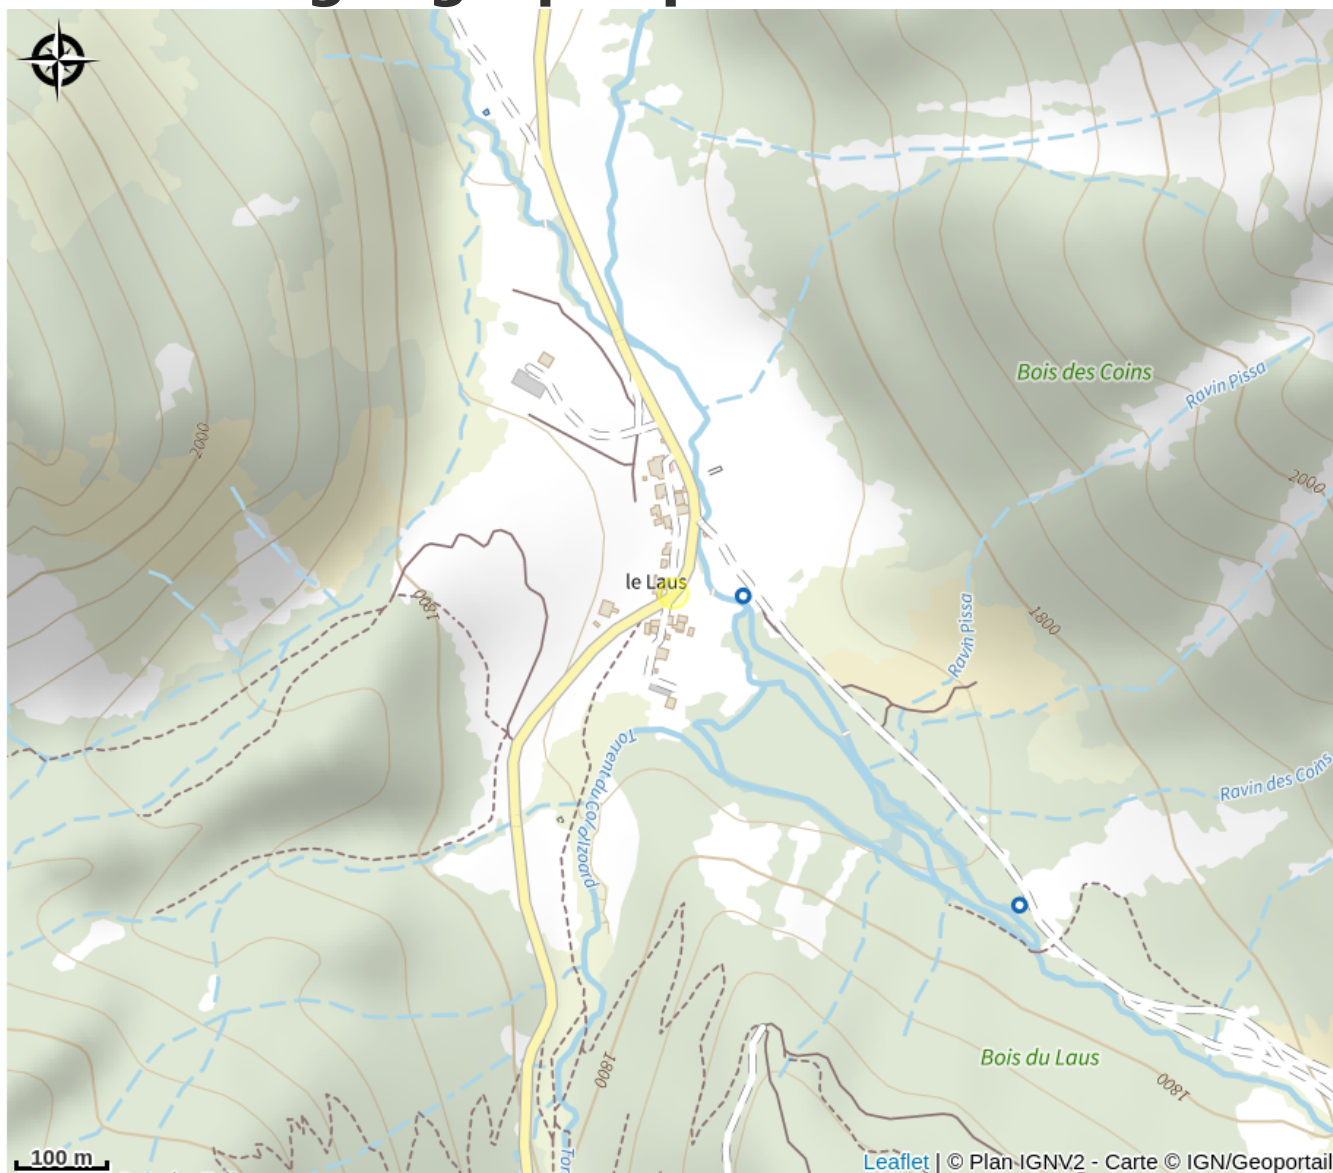 Bois des Coins
Ravin Pissa
2000
2000
le Laus
1800
Ravin Pissa
1800
Torrent du Col d'Izoard
Ravin des Coins
Bois du Laus
1800
1800
100 m
Leaflet | © Plan IGNV2 - Carte © IGN/Geoportail